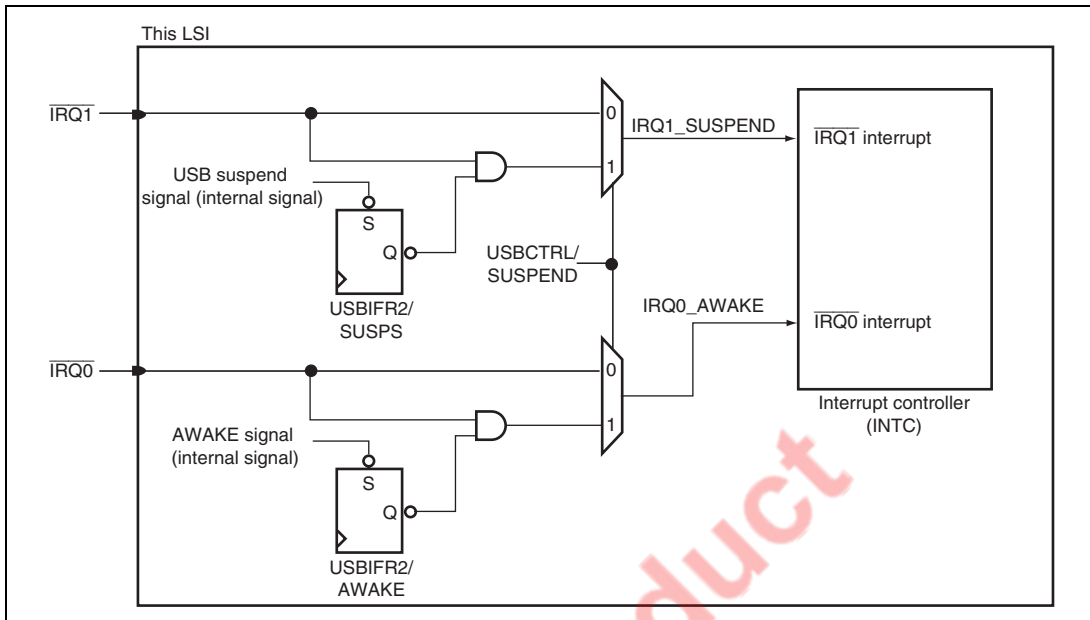 This LSI
IRQ1
0
IRQ1_SUSPEND
IRQ1 interrupt
1
USB suspend
signal (internal signal)
S
Q
USBCTRL/
SUSPEND
USBIFR2/
SUSPS
IRQ0_AWAKE
IRQ0 interrupt
IRQ0
0
1
Interrupt controller
(INTC)
AWAKE signal
(internal signal)
S
Q
USBIFR2/
AWAKE
duct